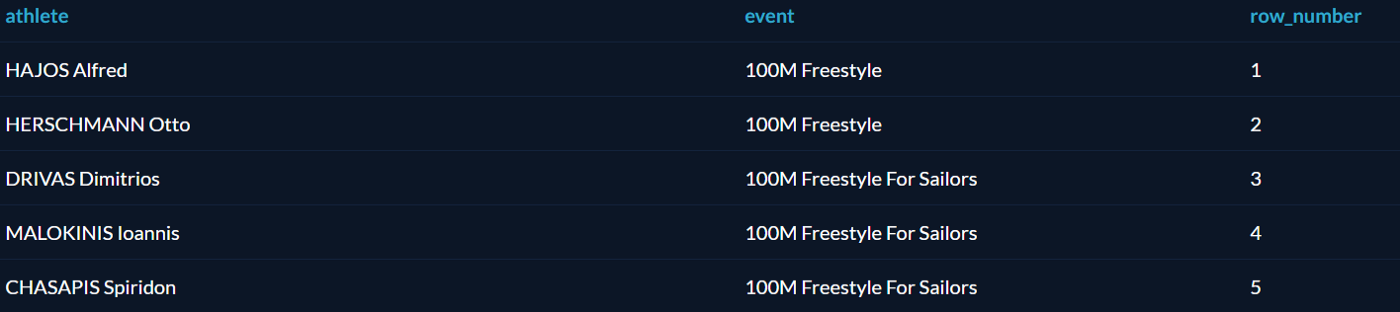 athlete event row_number
HAJOS Alfred 100M Freestyle 1
HERSCHMANN Otto 100M Freestyle 2
DRIVAS Dimitrios 100M Freestyle For Sailors 3
MALOKINIS Ioannis 100M Freestyle For Sailors 4
CHASAPIS Spiridon 100M Freestyle For Sailors 5